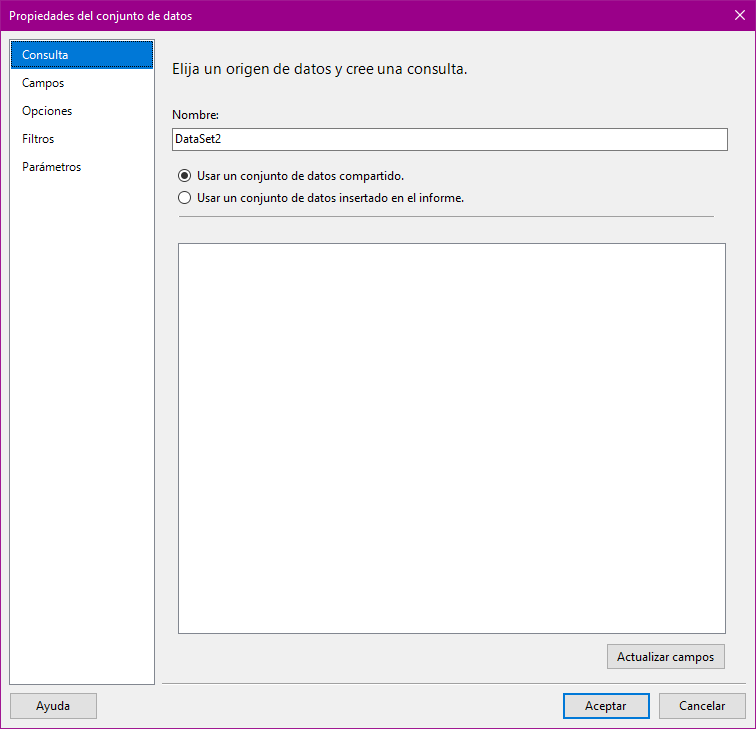 Propiedades del conjunto de datos
Consulta
Campos
Opciones
Filtros
Parámetros
Elija un origen de datos y cree una consulta.
Nombre:
DataSet2
Usar un conjunto de datos compartido.
Usar un conjunto de datos insertado en el informe.
Actualizar campos
Ayuda
Aceptar
Cancelar